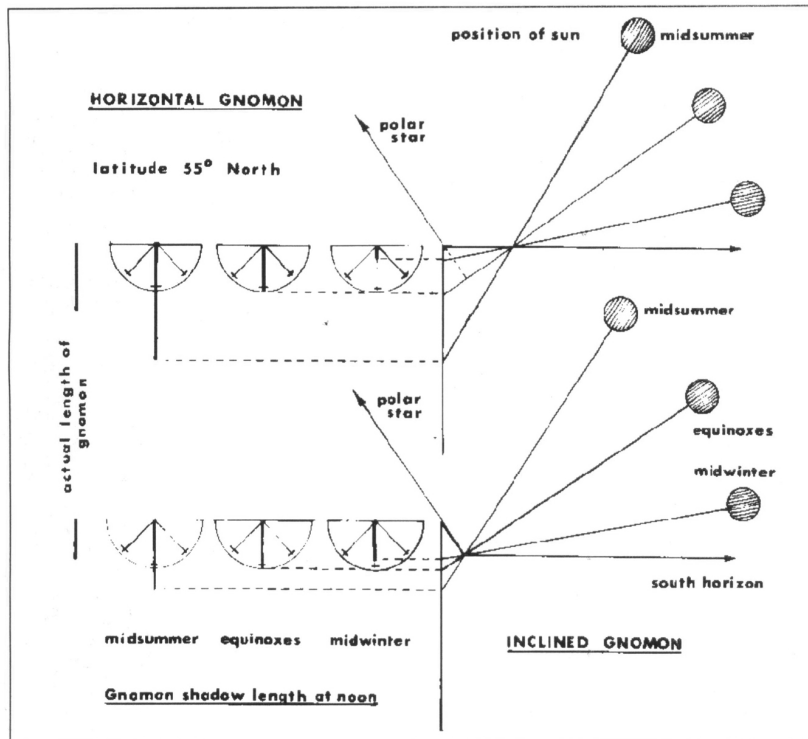 position of sun
midsummer
HORIZONTAL GNOMON
polar
star
latitude 55° North
midsummer
actual length of
gnomon
polar
star
equinoxes
midwinter
south horizon
midsummer equinoxes midwinter
INCLINED GNOMON
Gnoman shadow length at noon